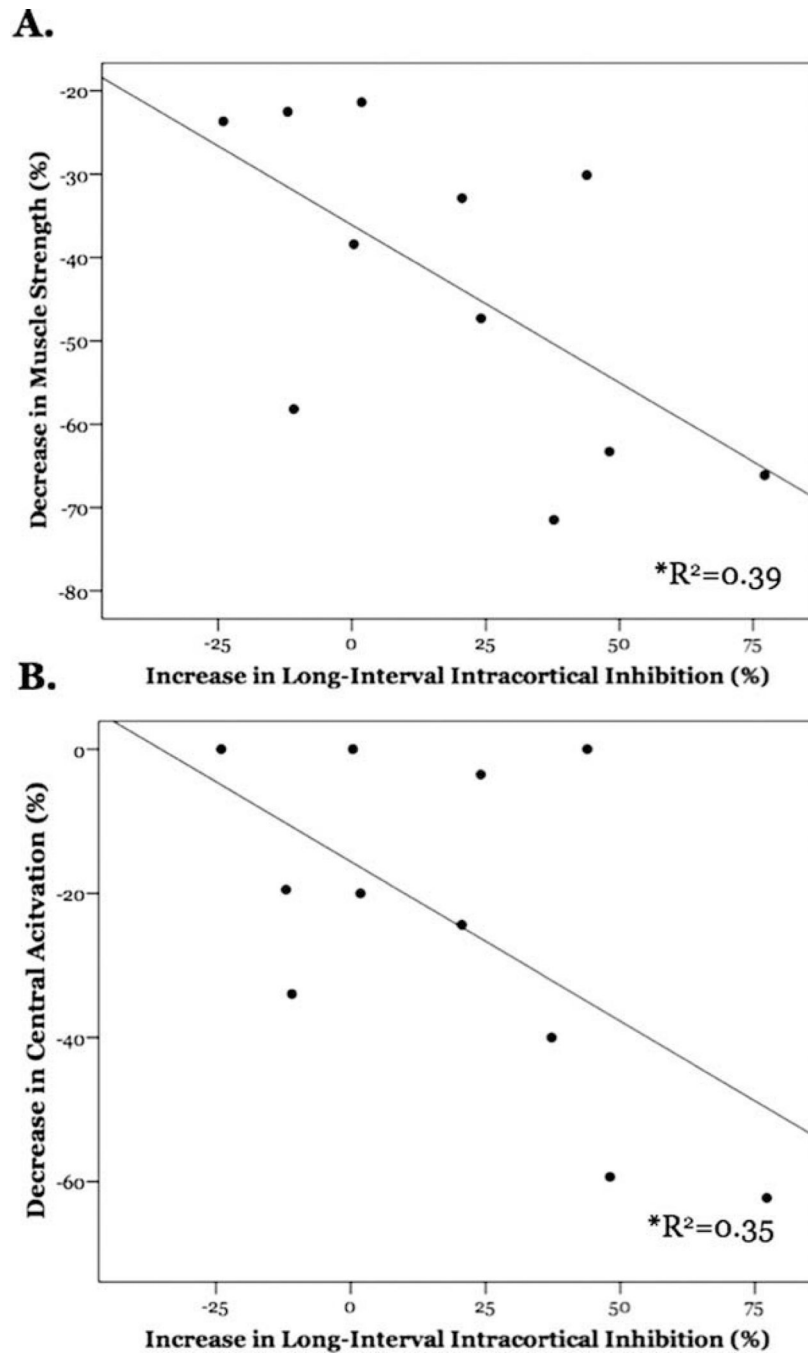 A.
Decrease in Muscle Strength (%)
-20
-30
-40
-50
-60
-70
-80
*R²=0.39
-25 0 25 50 75
Increase in Long-Interval Intracortical Inhibition (%)
B.
Decrease in Central Acitvation (%)
0
-20
-40
-60
*R²=0.35
-25 0 25 50 75
Increase in Long-Interval Intracortical Inhibition (%)